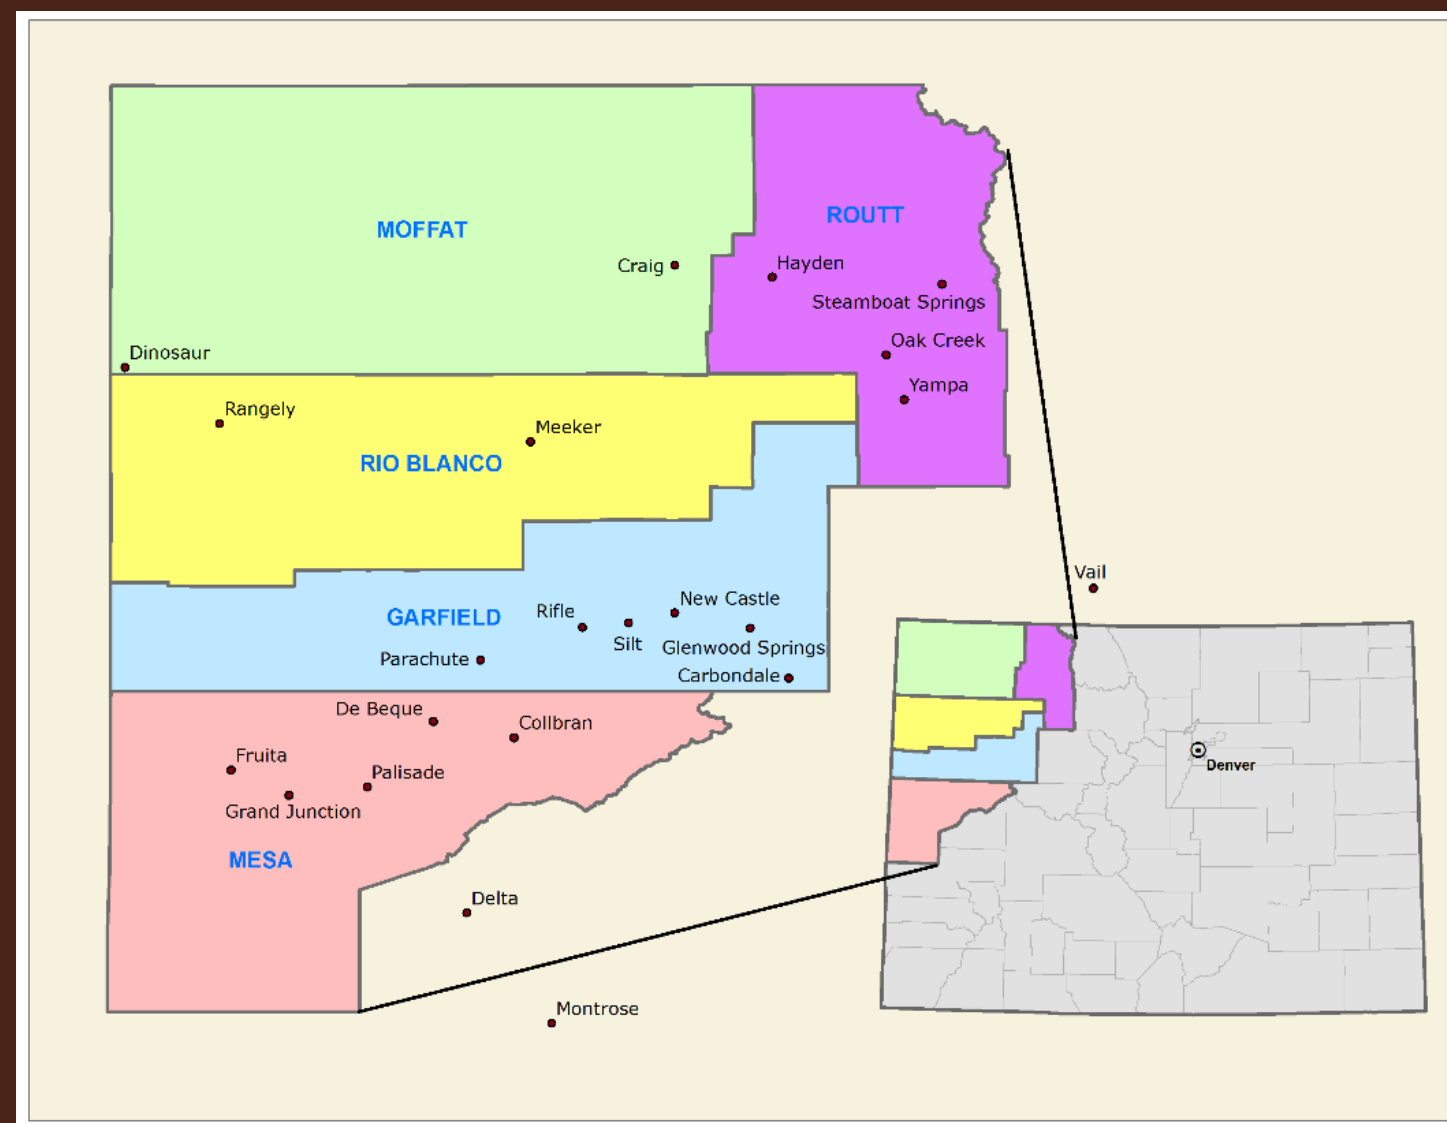 ROUTT
MOFFAT
Hayden
Craig
Steamboat Springs
Oak Creek
Dinosaur
Yampa
Rangely
Meeker
RIO BLANCO
Vail
New Castle
Rifle
GARFIELD
Silt
Glenwood Springs
Parachute
Carbondale
De Beque
Collbran
Fruita
Palisade
Grand Junction
MESA
Denver
Delta
Montrose